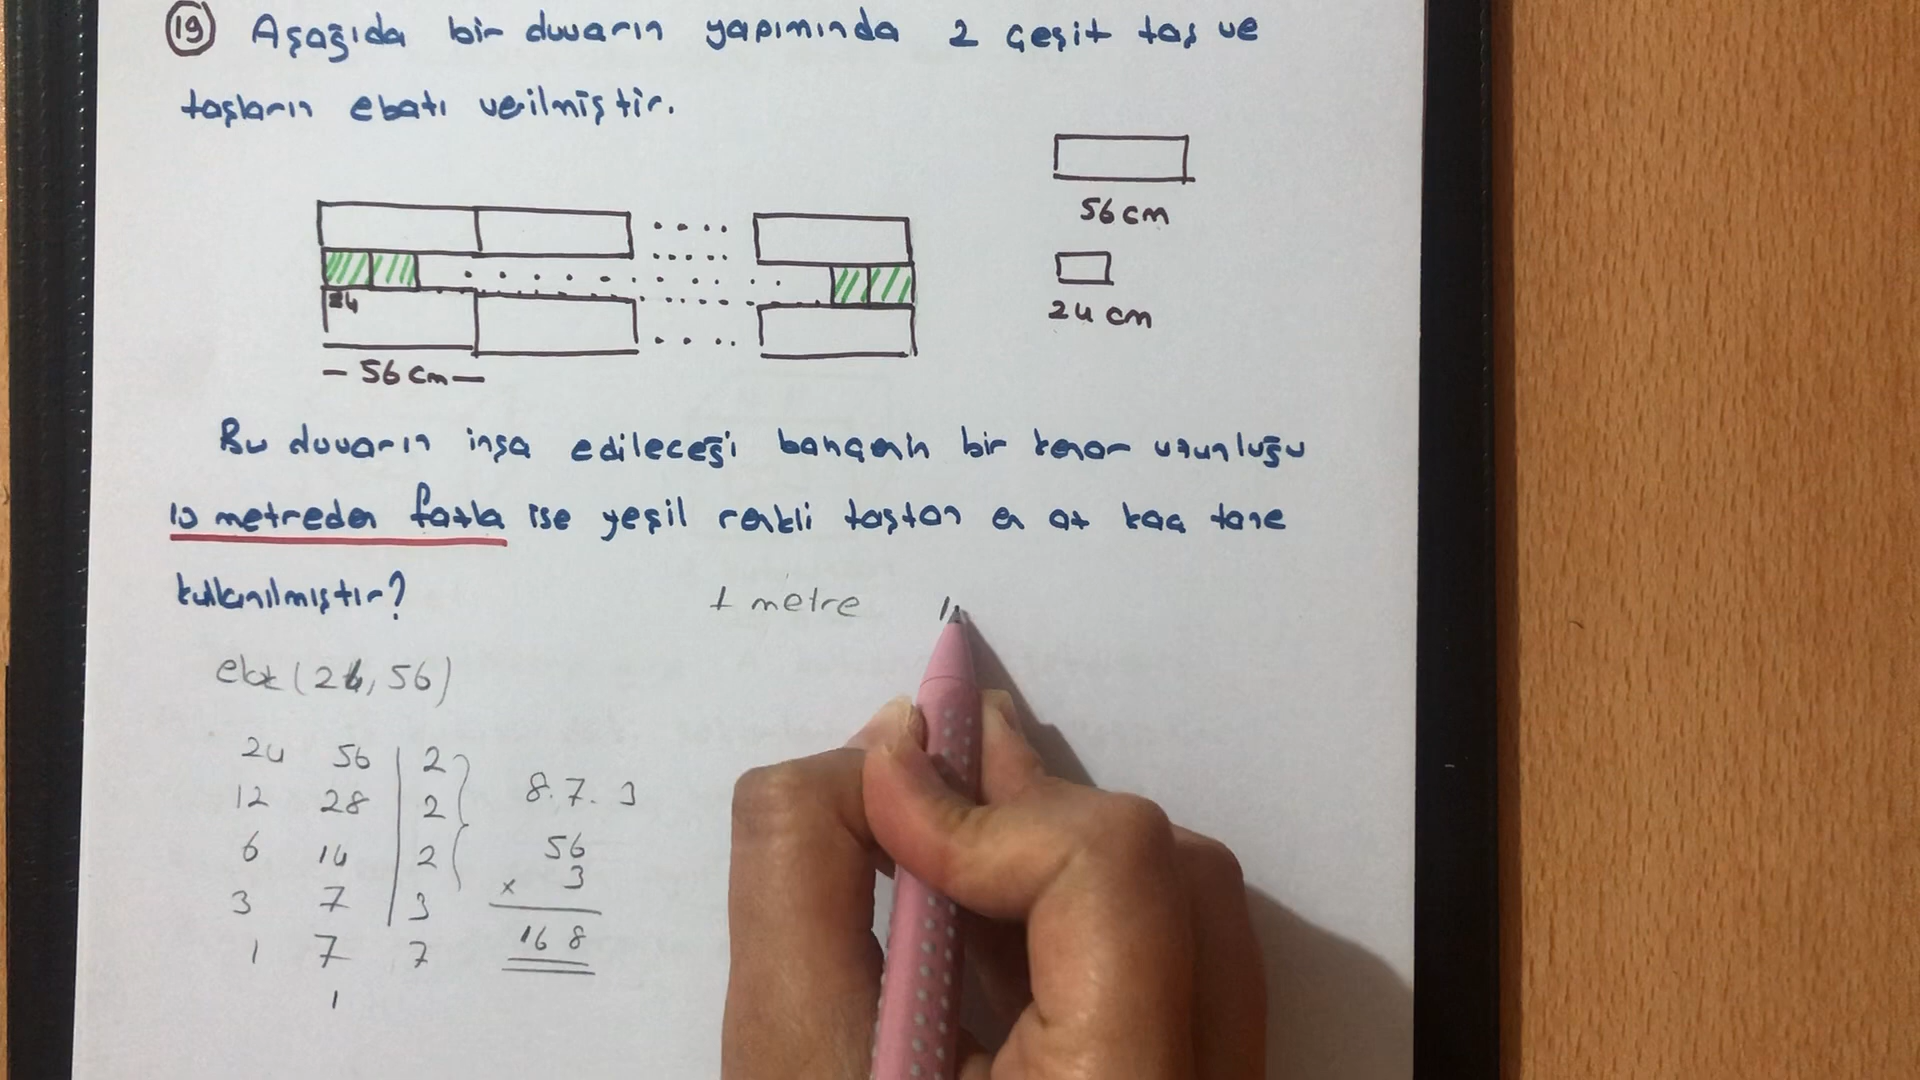 19 Aşağıda bir duvarın yapımında 2 çeşit taş ve
taşların ebatı verilmiştir.
56 cm
24 cm
24
- 56 cm -
Bu duvarın inşa edileceği bahçenin bir kenar uzunluğu
10 metreden fazla ise yeşil renkli taştan en az kaç tane
kullanılmıştır?
1 metre
ekok(24, 56)
24 56 | 2
12 28 | 2
6 14 | 2
3 7 | 3
1 7 7
1
8.7.3
56
x 3
168